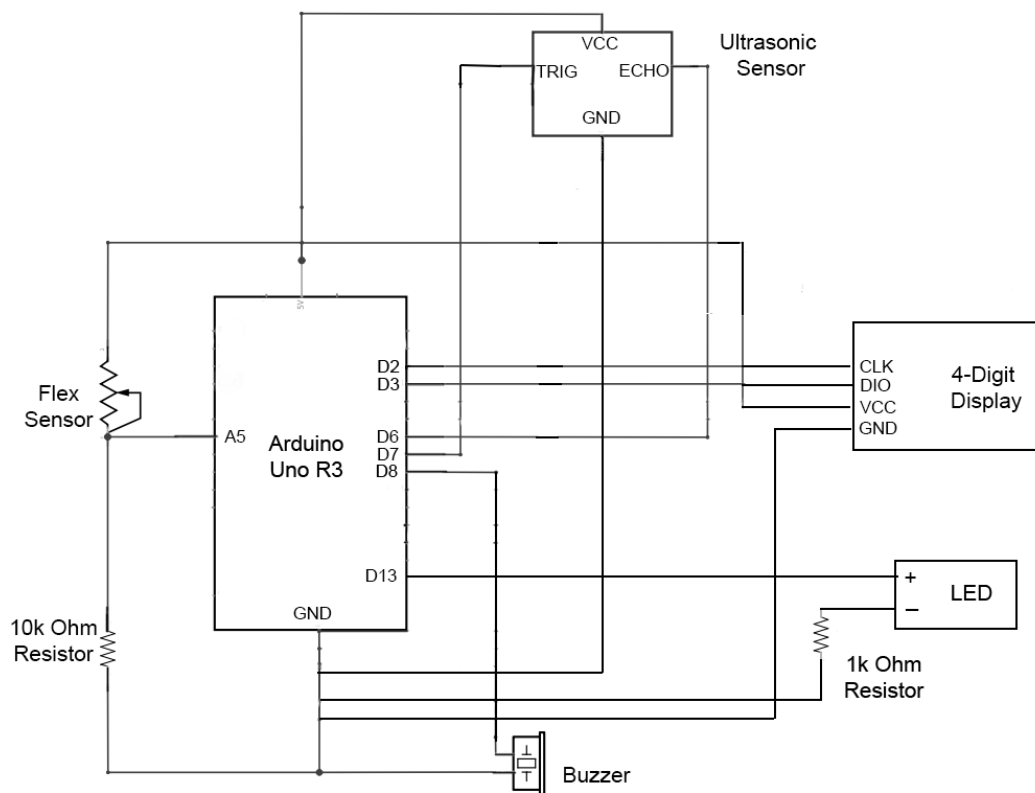 VCC
TRIG
ECHO
GND
Ultrasonic
Sensor
5V
D2
D3
D6
D7
D8
D13
A5
Arduino
Uno R3
GND
Flex
Sensor
CLK
DIO
VCC
GND
4-Digit
Display
+
−
LED
10k Ohm
Resistor
1k Ohm
Resistor
Buzzer